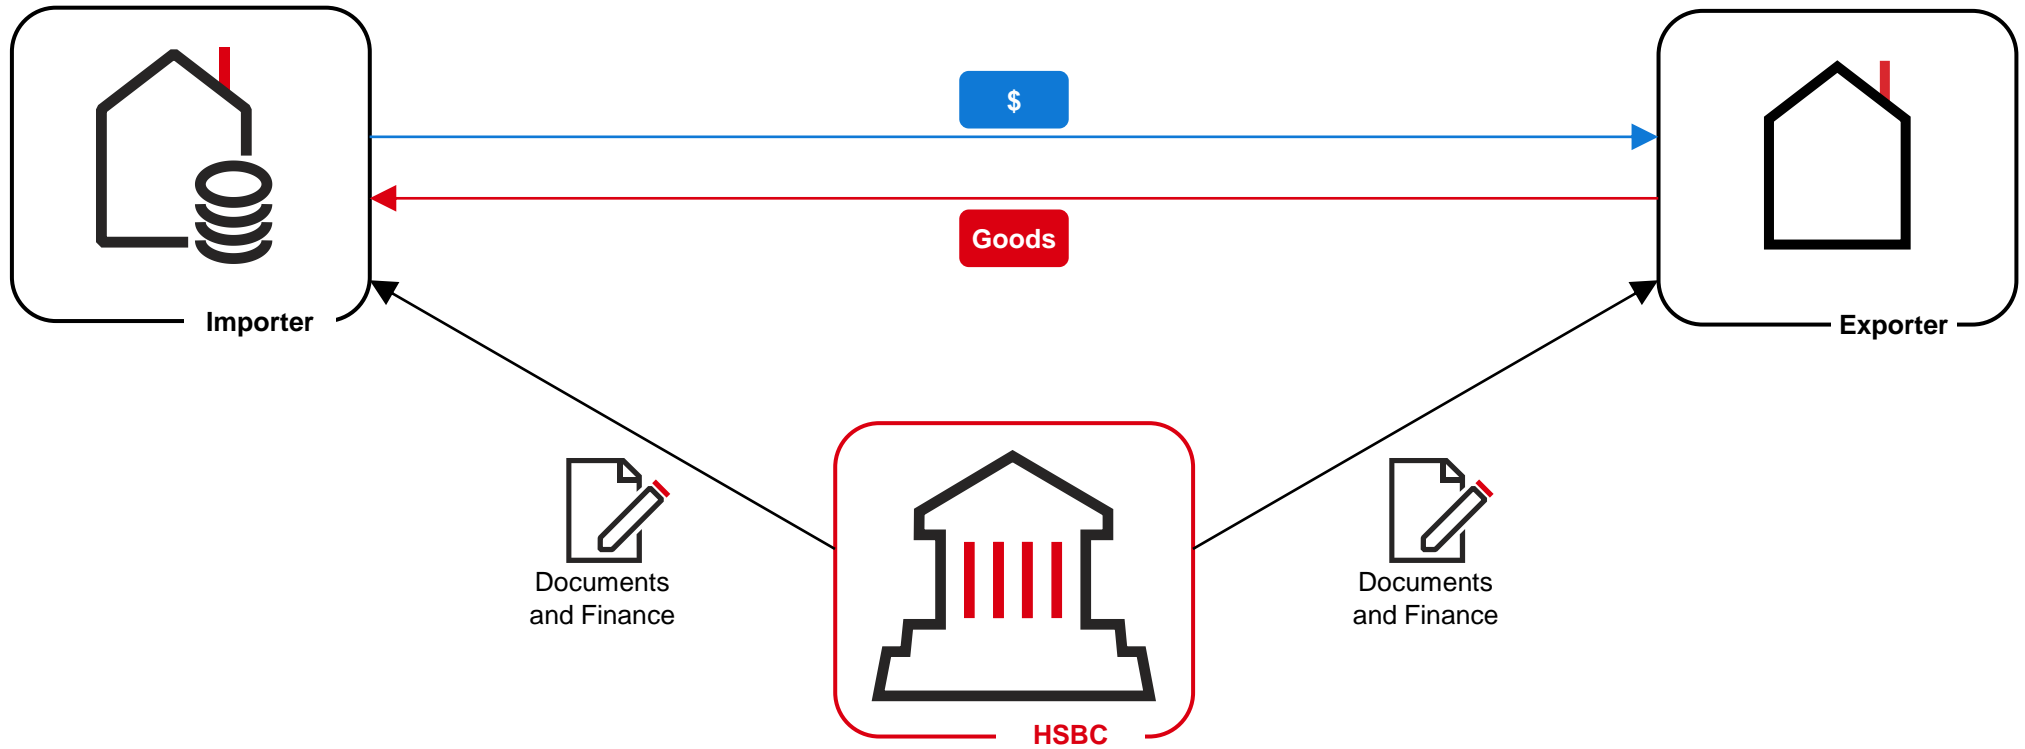 $
Goods
Importer
Exporter
Documents
and Finance
Documents
and Finance
HSBC